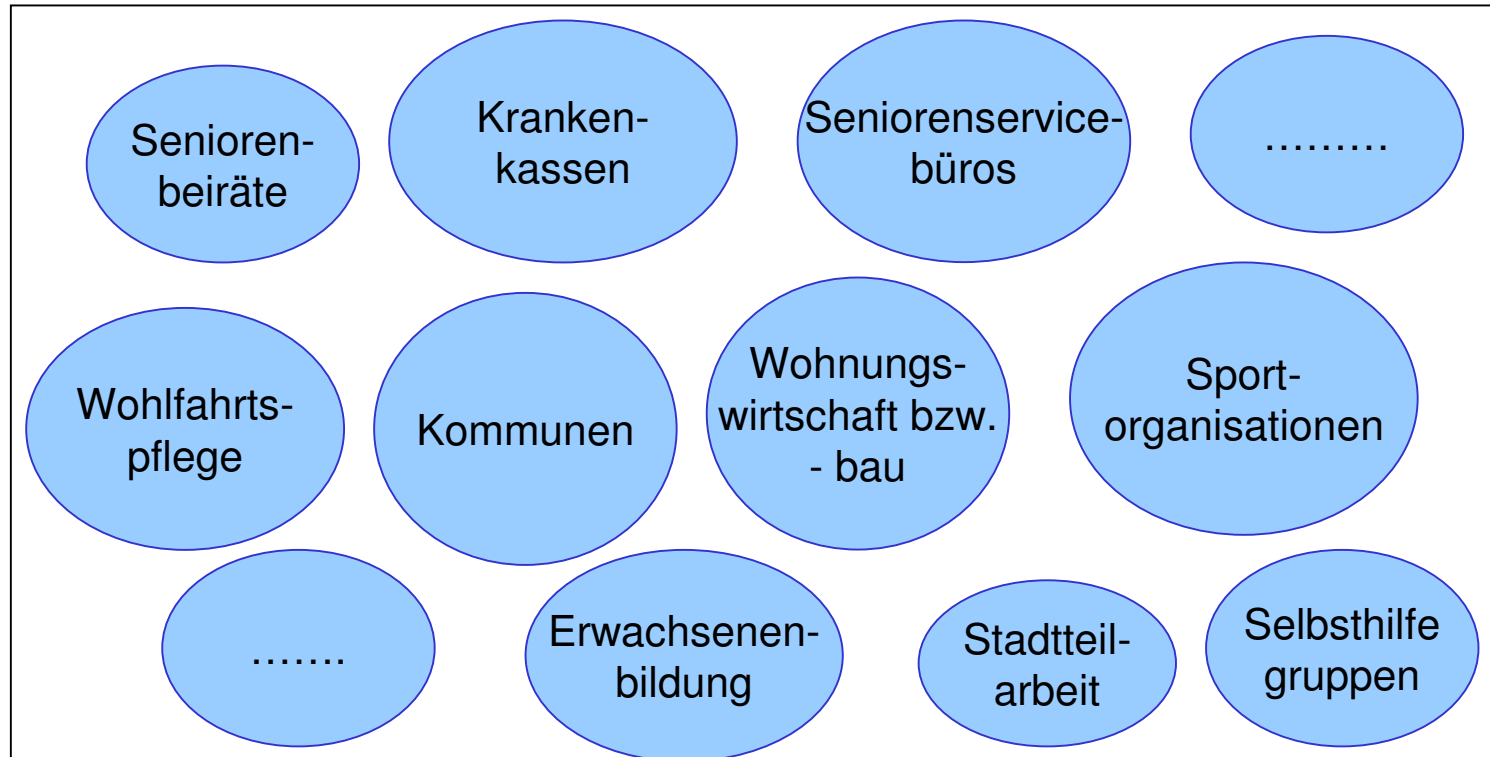 Senioren-
beiräte
Kranken-
kassen
Seniorenservice-
büros
.........
Wohlfahrts-
pflege
Kommunen
Wohnungs-
wirtschaft bzw.
- bau
Sport-
organisationen
.......
Erwachsenen-
bildung
Stadtteil-
arbeit
Selbsthilfe
gruppen